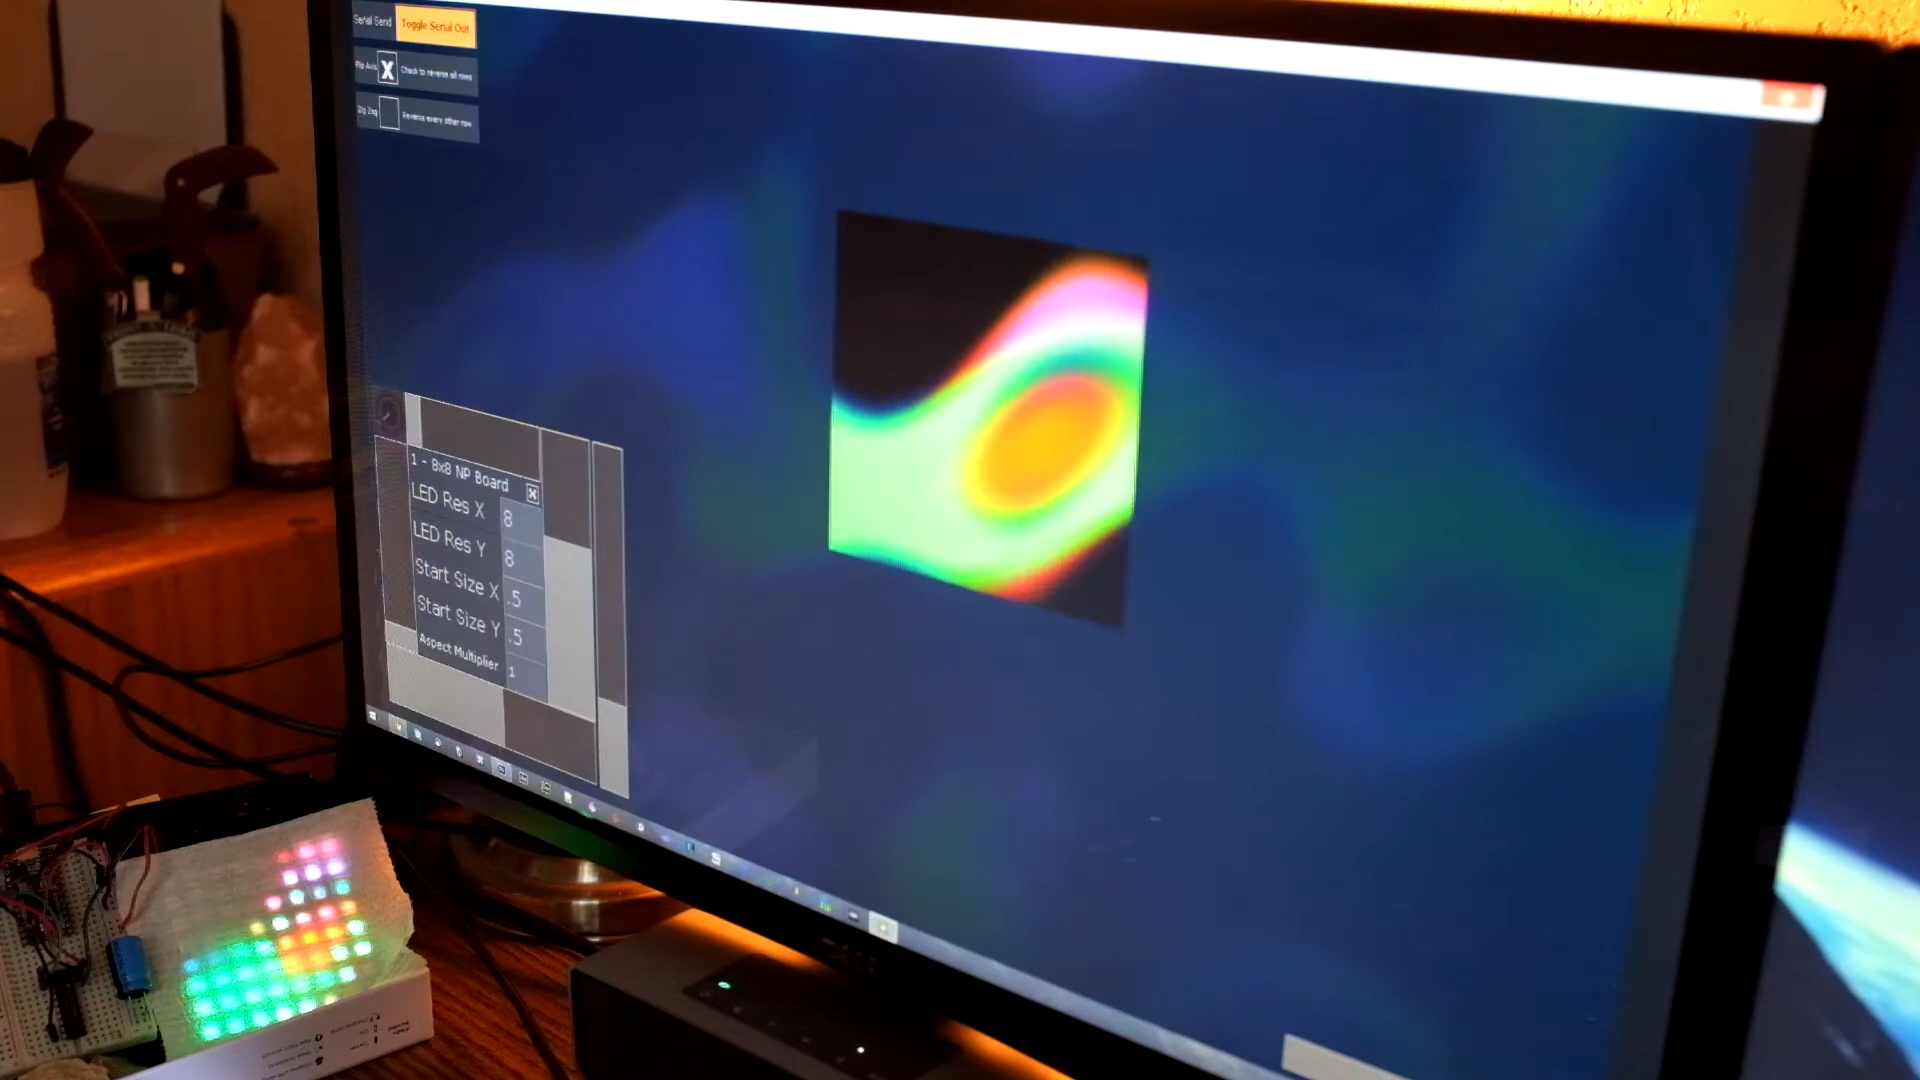 Serial Send
Toggle Serial Out
Flip Axis
X
Check to reverse all rows
Zig Zag
Reverse every other row
1 - 8x8 NP Board
LED Res X
8
LED Res Y
8
Start Size X
.5
Start Size Y
.5
Aspect Multiplier
1